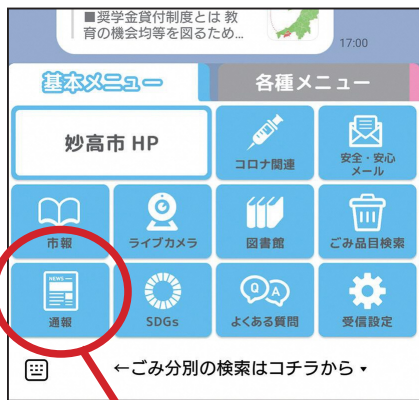 ■奨学金貸付制度とは 教
育の機会均等を図るため...
17:00
基本メニュー
各種メニュー
妙高市 HP
コロナ関連
安全・安心
メール
市報
ライブカメラ
図書館
ごみ品目検索
NEWS
通報
SDGs
Q A
よくある質問
受信設定
←ごみ分別の検索はコチラから ▾